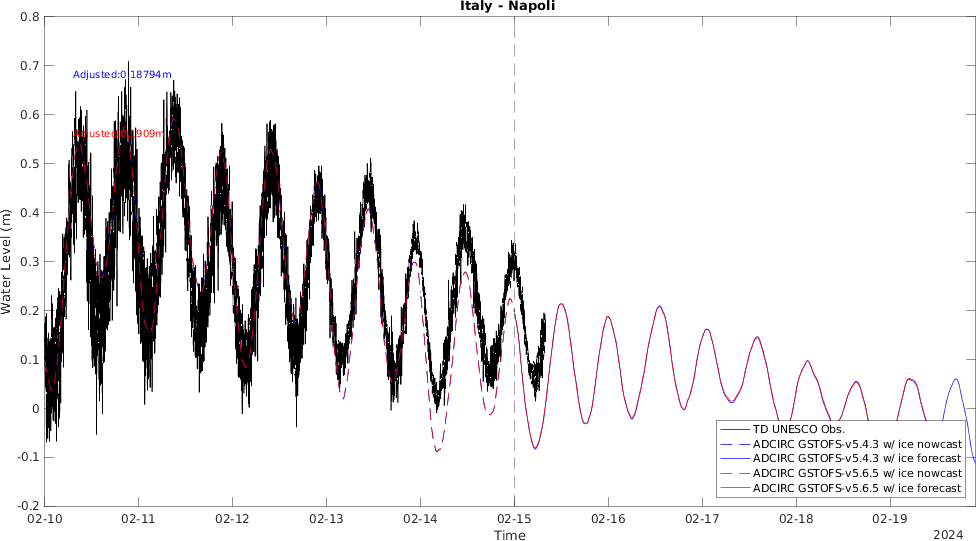 Italy - Napoli
0.8
0.7
0.6
0.5
0.4
0.3
0.2
0.1
0
-0.1
-0.2
Water Level (m)
Adjusted:0.18794m
02-10
02-11
02-12
02-13
02-14
02-15
02-16
02-17
02-18
02-19
Time
2024
TD UNESCO Obs.
ADCIRC GSTOFS-v5.4.3 w/ ice nowcast
ADCIRC GSTOFS-v5.4.3 w/ ice forecast
ADCIRC GSTOFS-v5.6.5 w/ ice nowcast
ADCIRC GSTOFS-v5.6.5 w/ ice forecast